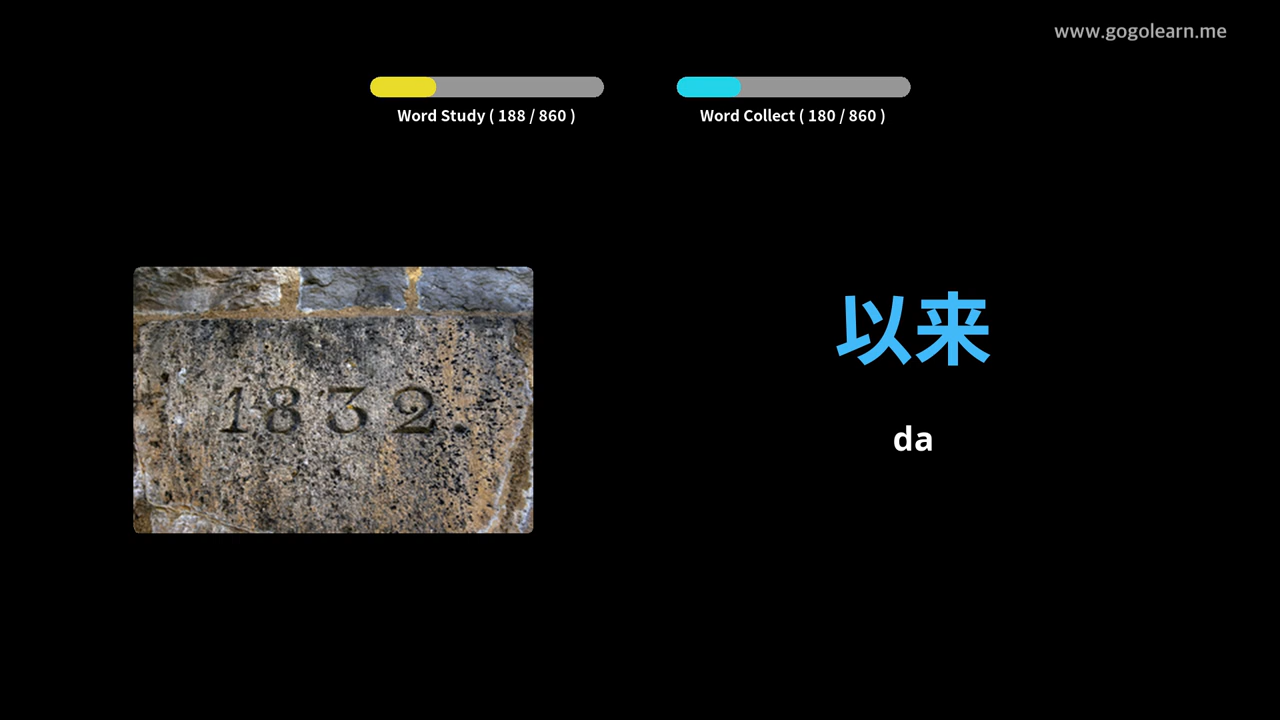 www.gogolearn.me
Word Study ( 188 / 860 )
Word Collect ( 180 / 860 )
1832.
以来
da